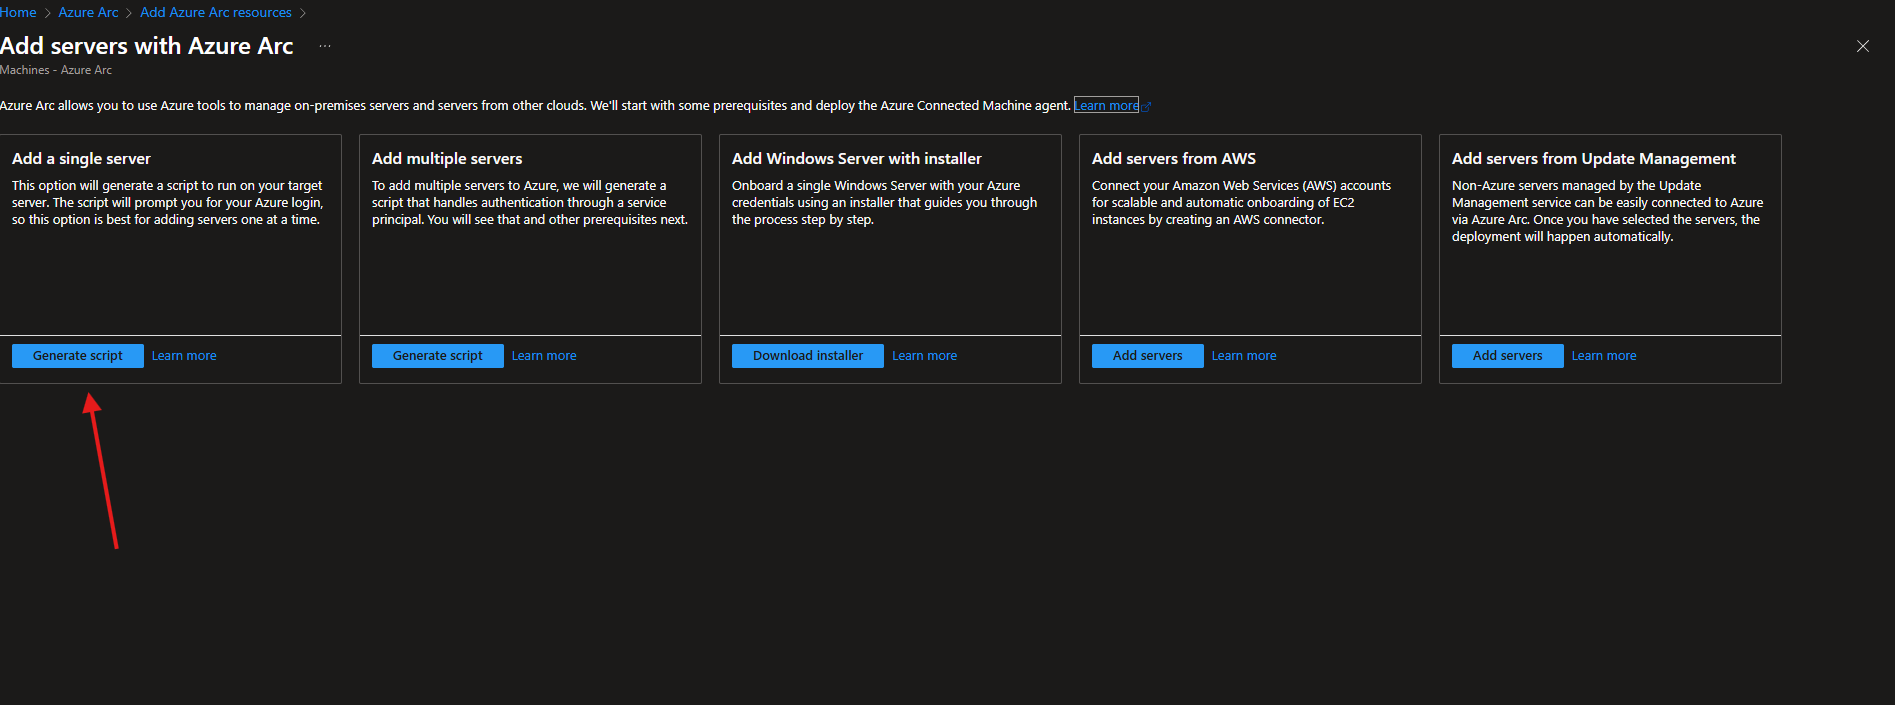 Home > Azure Arc > Add Azure Arc resources >
Add servers with Azure Arc ...
Machines - Azure Arc
Azure Arc allows you to use Azure tools to manage on-premises servers and servers from other clouds. We'll start with some prerequisites and deploy the Azure Connected Machine agent. Learn more
Add a single server
This option will generate a script to run on your target
server. The script will prompt you for your Azure login,
so this option is best for adding servers one at a time.
Generate script Learn more
Add multiple servers
To add multiple servers to Azure, we will generate a
script that handles authentication through a service
principal. You will see that and other prerequisites next.
Generate script Learn more
Add Windows Server with installer
Onboard a single Windows Server with your Azure
credentials using an installer that guides you through
the process step by step.
Download installer Learn more
Add servers from AWS
Connect your Amazon Web Services (AWS) accounts
for scalable and automatic onboarding of EC2
instances by creating an AWS connector.
Add servers Learn more
Add servers from Update Management
Non-Azure servers managed by the Update
Management service can be easily connected to Azure
via Azure Arc. Once you have selected the servers, the
deployment will happen automatically.
Add servers Learn more